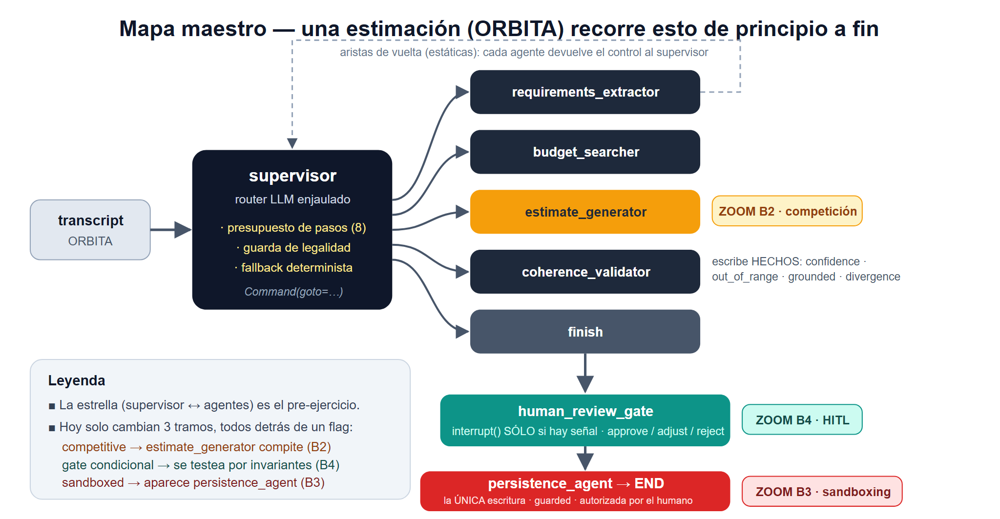 Mapa maestro — una estimación (ORBITA) recorre esto de principio a fin
aristas de vuelta (estáticas): cada agente devuelve el control al supervisor
transcript
ORBITA
supervisor
router LLM enjaulado
· presupuesto de pasos (8)
· guarda de legalidad
· fallback determinista
Command(goto=…)
requirements_extractor
budget_searcher
estimate_generator
ZOOM B2 · competición
coherence_validator
escribe HECHOS: confidence ·
out_of_range · grounded · divergence
finish
human_review_gate
interrupt() SÓLO si hay señal · approve / adjust / reject
ZOOM B4 · HITL
persistence_agent → END
la ÚNICA escritura · guarded · autorizada por el humano
ZOOM B3 · sandboxing
Leyenda
■ La estrella (supervisor ↔ agentes) es el pre-ejercicio.
■ Hoy solo cambian 3 tramos, todos detrás de un flag:
competitive → estimate_generator compite (B2)
gate condicional → se testea por invariantes (B4)
sandboxed → aparece persistence_agent (B3)